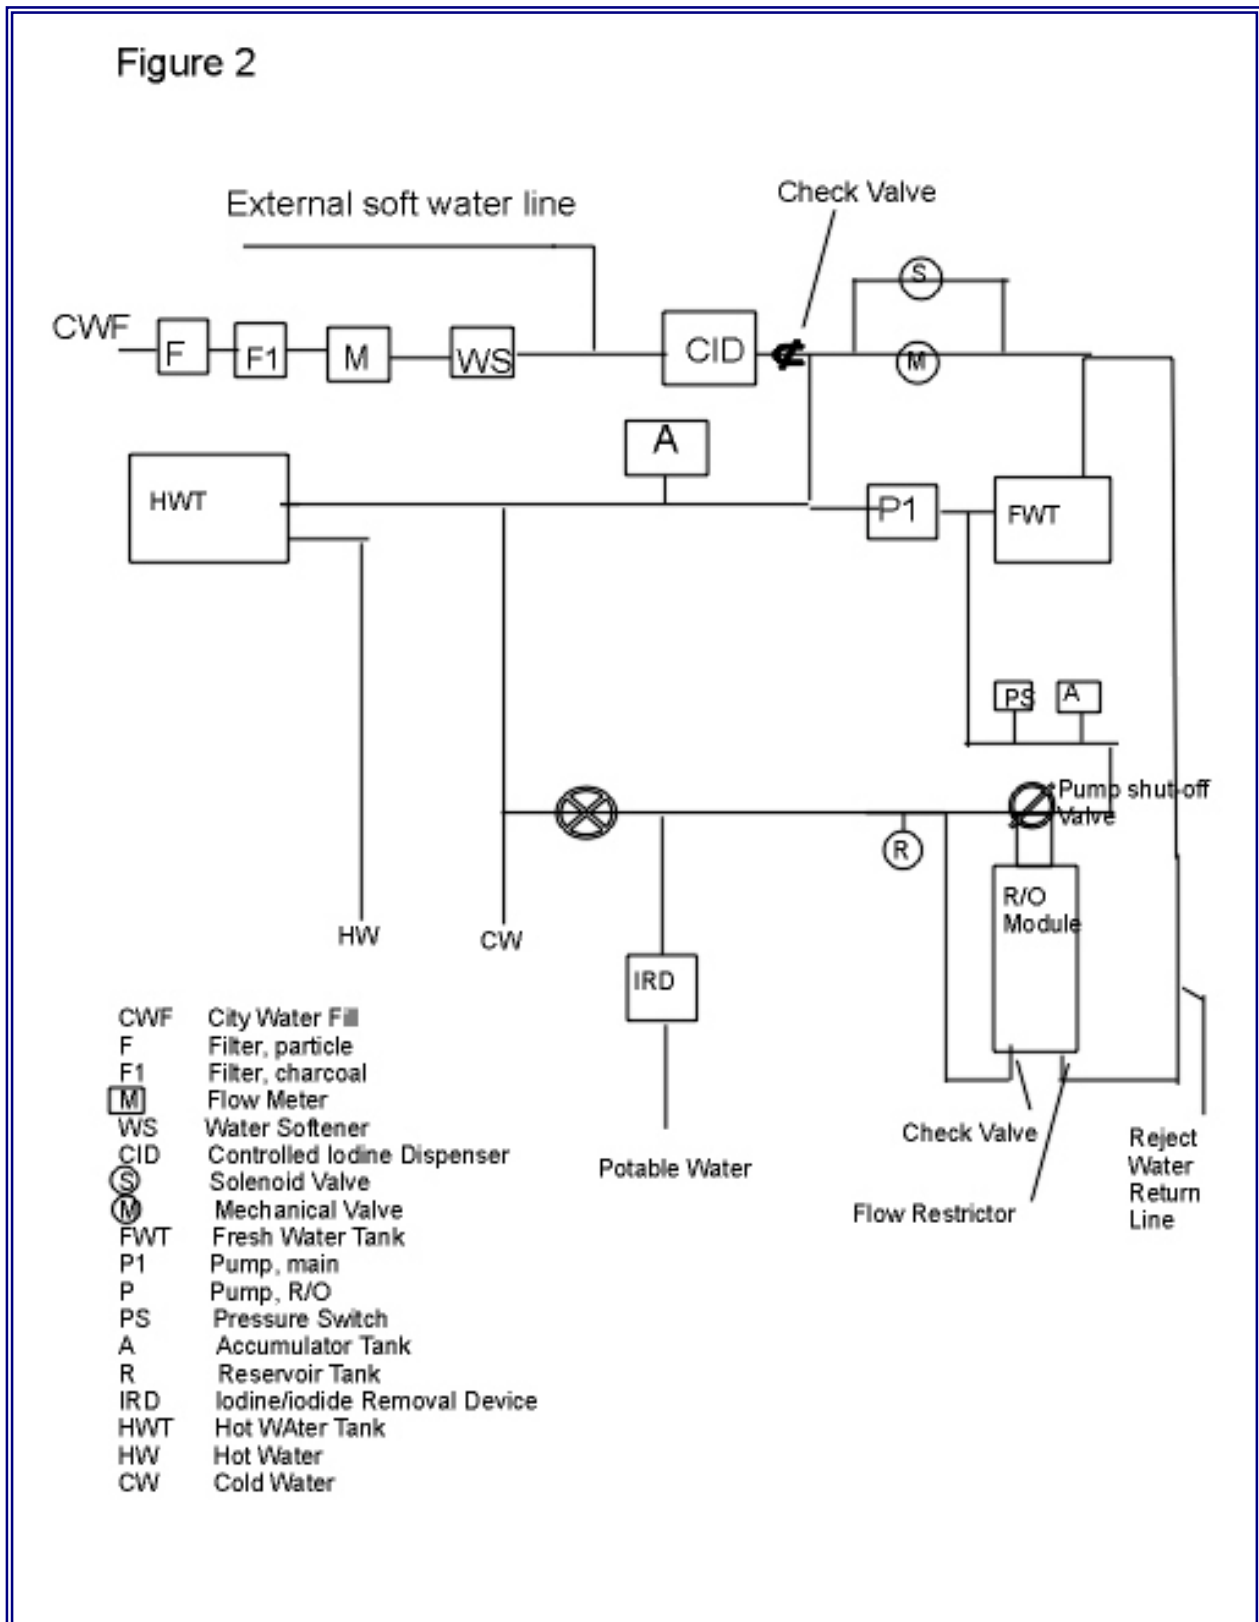 Figure 2
External soft water line
Check Valve
CWF
F
F1
M
WS
CID
S
M
A
HWT
P1
FWT
PS
A
Pump shut-off
Valve
R
R/O
Module
HW
CW
IRD
Check Valve
Potable Water
Flow Restrictor
Reject
Water
Return
Line
CWF City Water Fill
F Filter, particle
F1 Filter, charcoal
M Flow Meter
WS Water Softener
CID Controlled Iodine Dispenser
S Solenoid Valve
M Mechanical Valve
FWT Fresh Water Tank
P1 Pump, main
P Pump, R/O
PS Pressure Switch
A Accumulator Tank
R Reservoir Tank
IRD Iodine/iodide Removal Device
HWT Hot WAter Tank
HW Hot Water
CW Cold Water